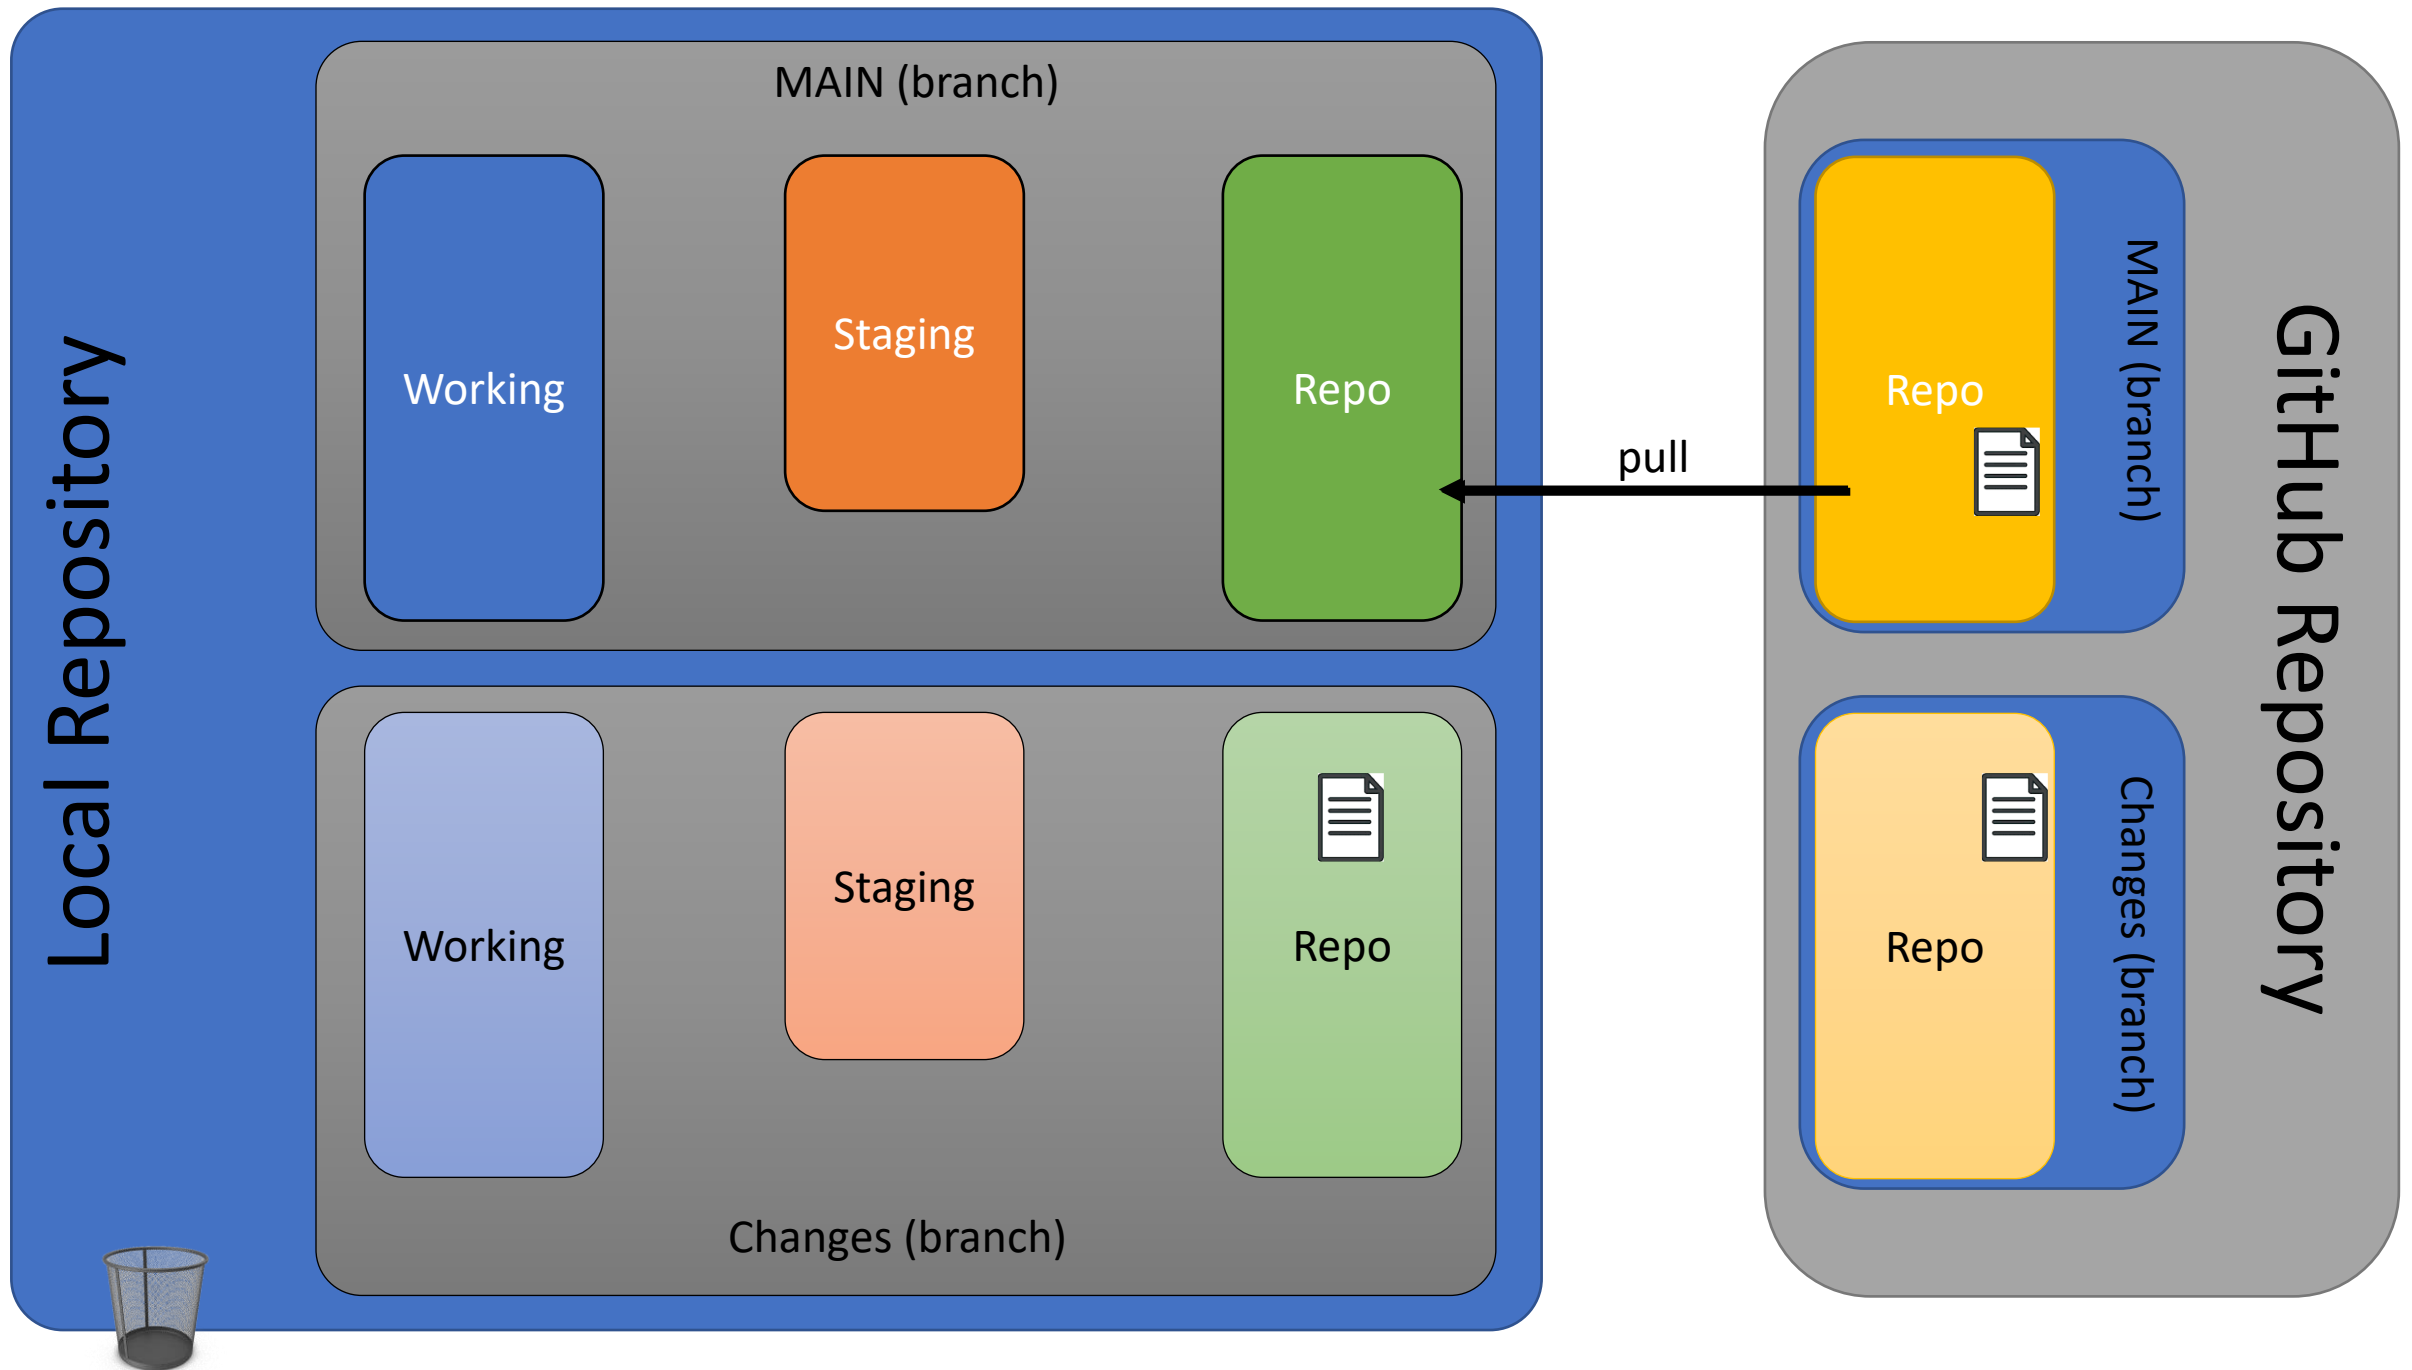 Local Repository
MAIN (branch)
Working
Staging
Repo
pull
Repo
MAIN (branch)
GitHub Repository
Working
Staging
Repo
Changes (branch)
Repo
Changes (branch)